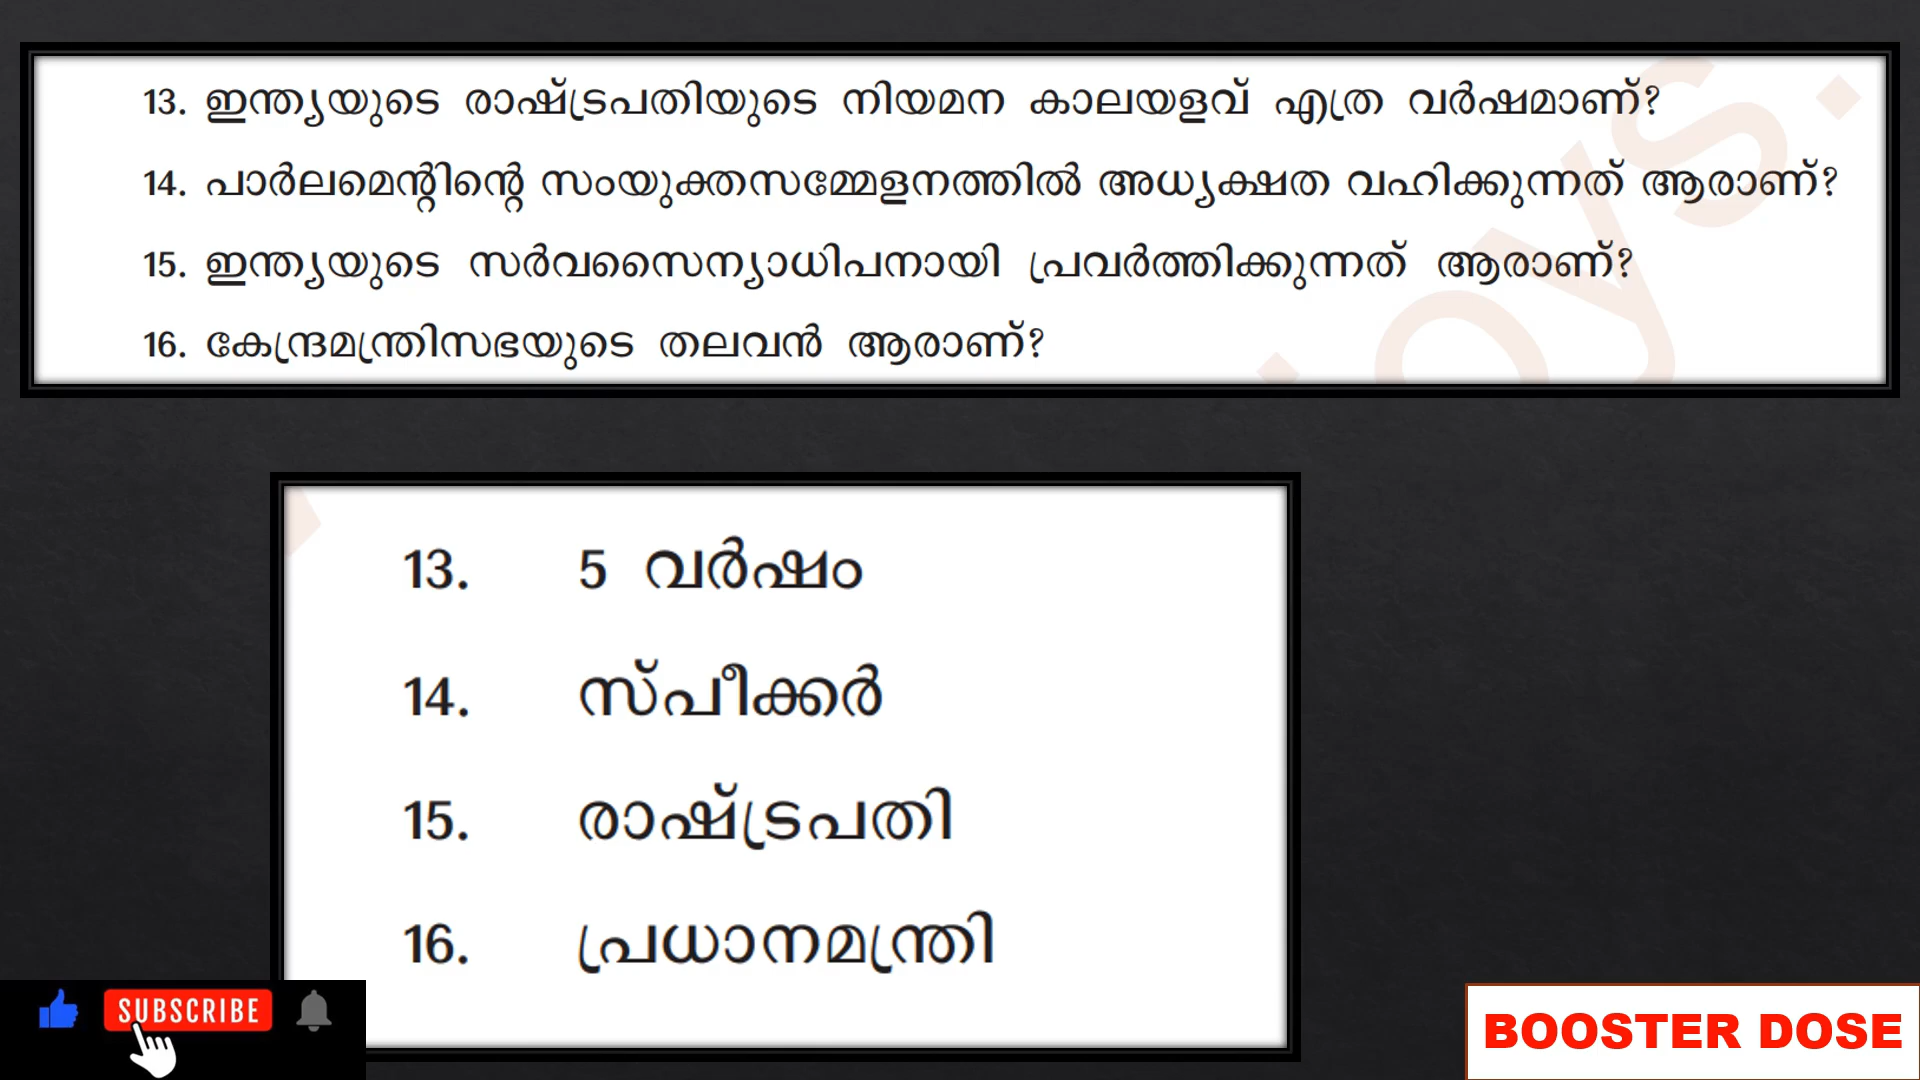 13. ഇന്ത്യയുടെ രാഷ്ട്രപതിയുടെ നിയമന കാലയളവ് എത്ര വർഷമാണ്?
14. പാർലമെന്റിന്റെ സംയുക്തസമ്മേളനത്തിൽ അധ്യക്ഷത വഹിക്കുന്നത് ആരാണ്?
15. ഇന്ത്യയുടെ സർവസൈന്യാധിപനായി പ്രവർത്തിക്കുന്നത് ആരാണ്?
16. കേന്ദ്രമന്ത്രിസഭയുടെ തലവൻ ആരാണ്?
13. 5 വർഷം
14. സ്പീക്കർ
15. രാഷ്ട്രപതി
16. പ്രധാനമന്ത്രി
SUBSCRIBE
BOOSTER DOSE